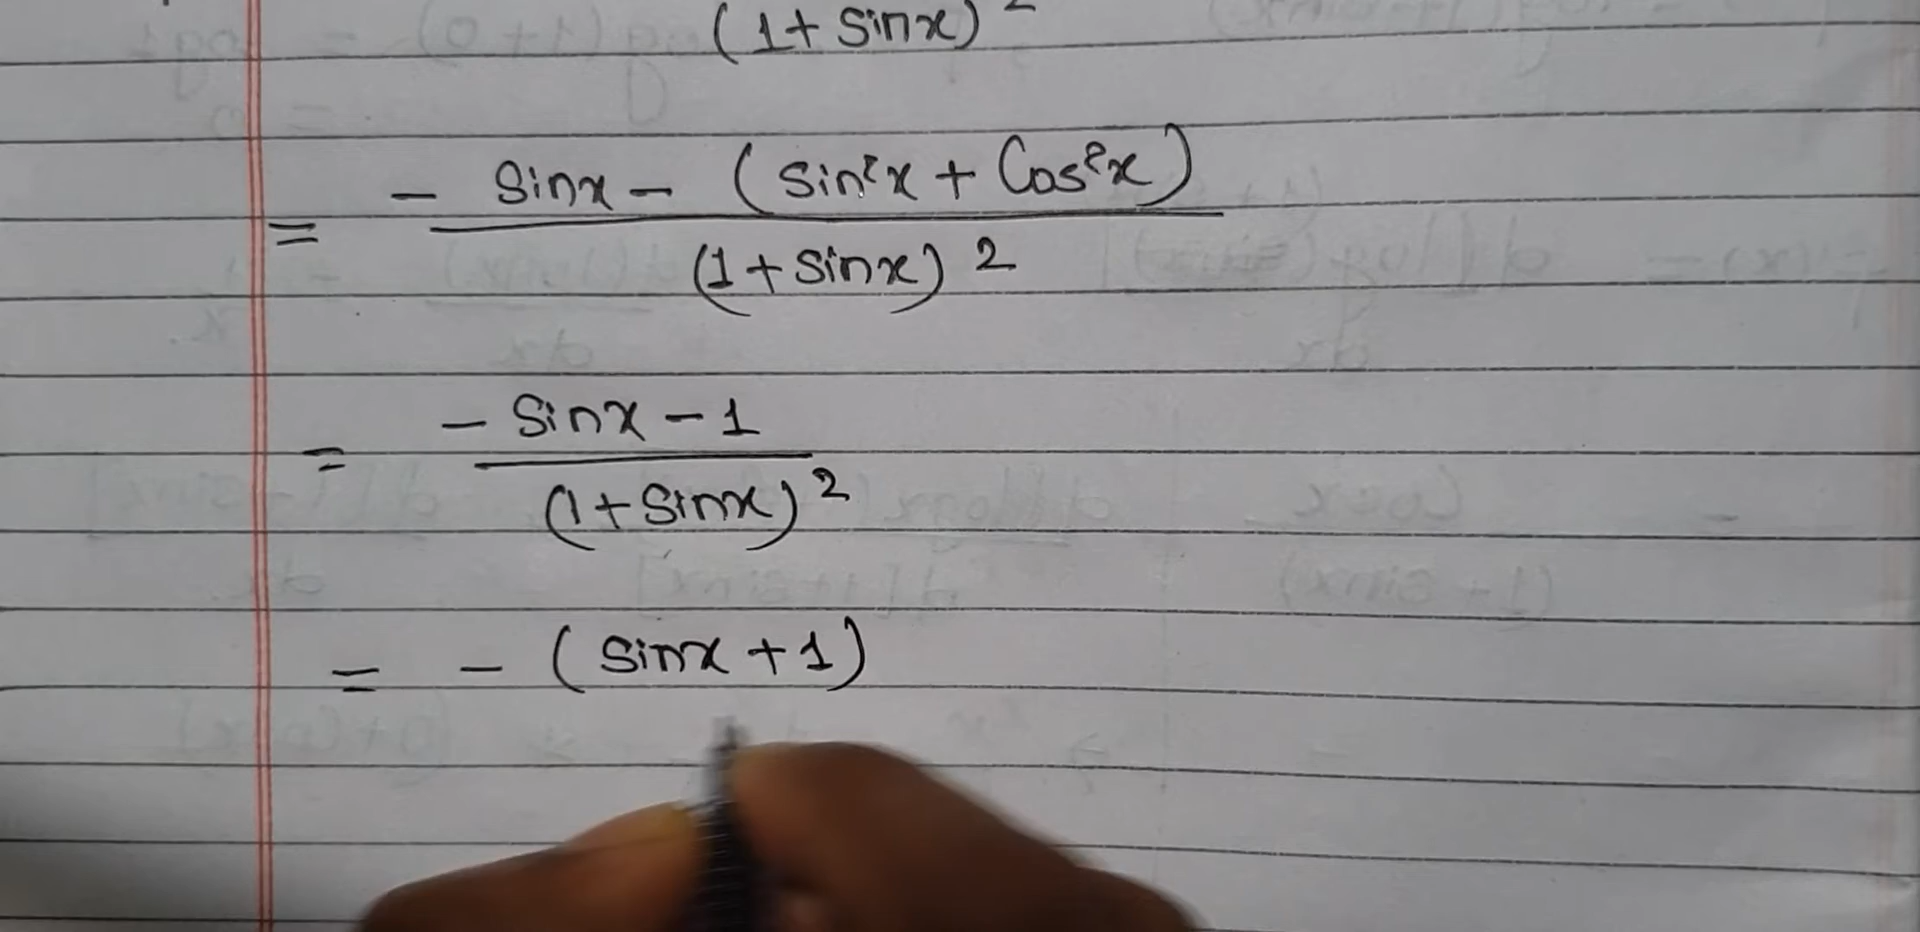 (1 + sinx)²
= - sinx - (sin²x + Cos²x)
(1 + sinx)²
= - sinx - 1
(1 + sinx)²
= - (sinx + 1)